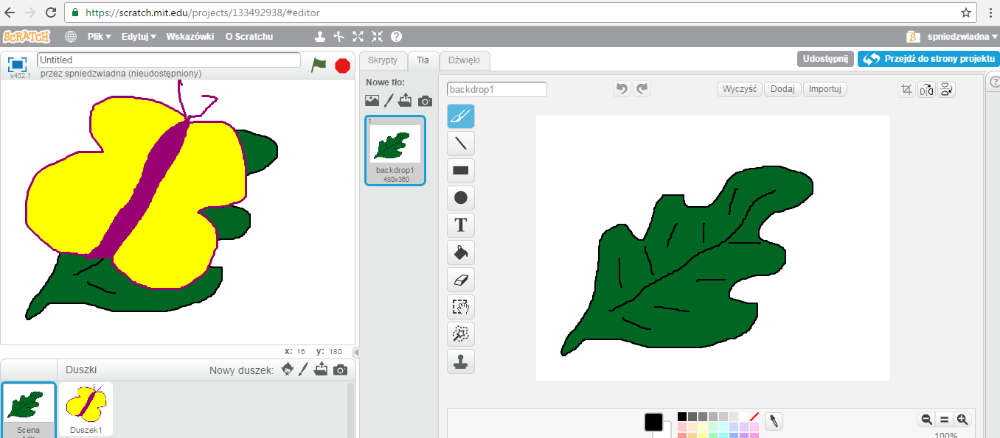 https://scratch.mit.edu/projects/133492938/#editor
SCRATCH Plik Edytuj Wskazówki O Scratchu spniedzwiadna
v452.1 Untitled
przez spniedzwiadna (nieudostępniony)
Skrypty Tła Dźwięki
Udostępnij Przejdź do strony projektu
Nowe tło:
1
backdrop1
480x360
backdrop1
Wyczyść Dodaj Importuj
T
x: 16 y: 180
Duszki Nowy duszek:
Scena
Duszek1
100%